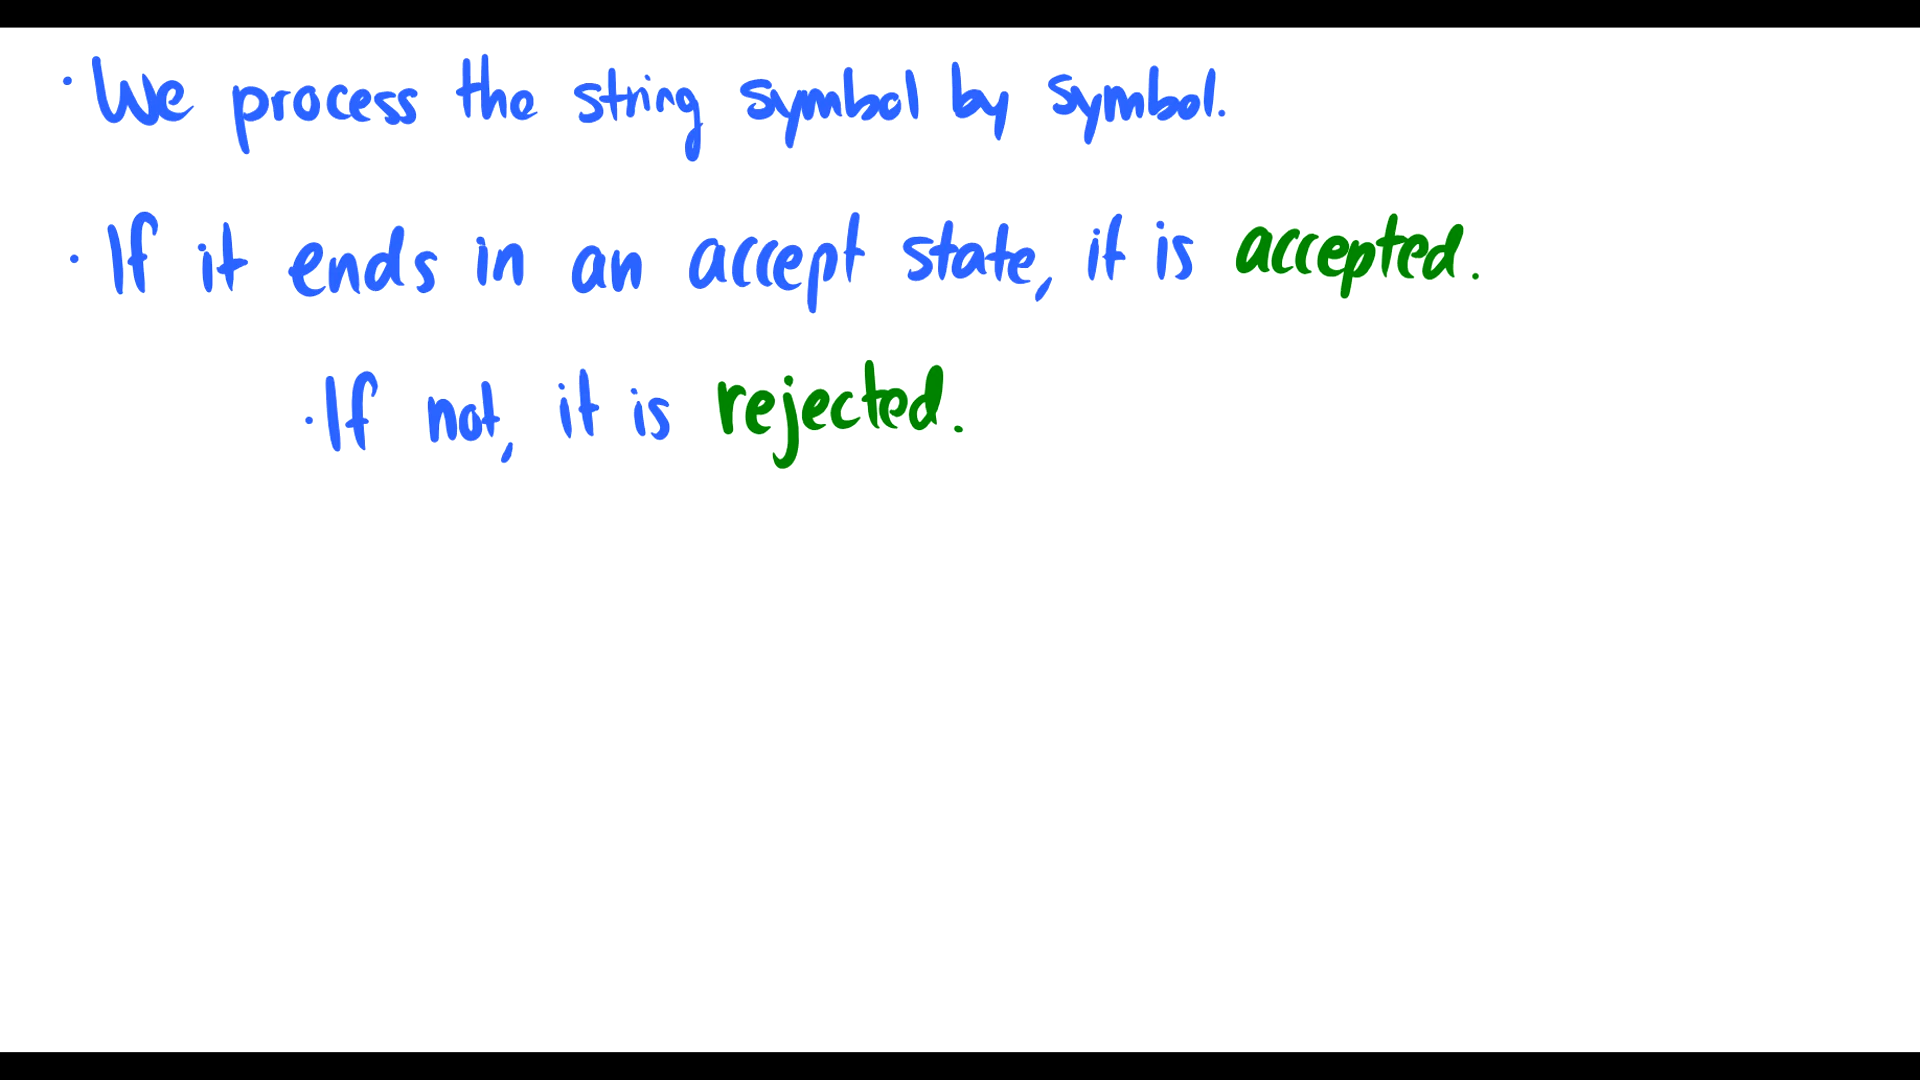 · We process the string symbol by symbol.
· If it ends in an accept state, it is accepted.
· If not, it is rejected.